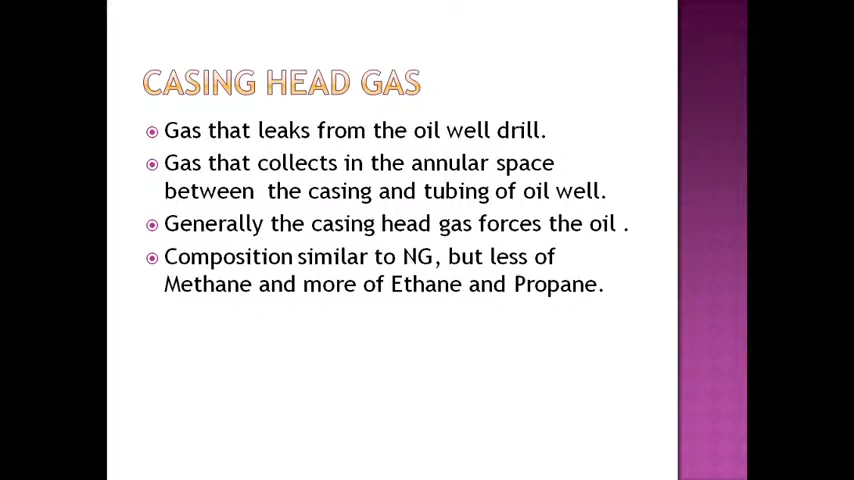 CASING HEAD GAS
Gas that leaks from the oil well drill.
Gas that collects in the annular space
between the casing and tubing of oil well.
Generally the casing head gas forces the oil .
Composition similar to NG, but less of
Methane and more of Ethane and Propane.